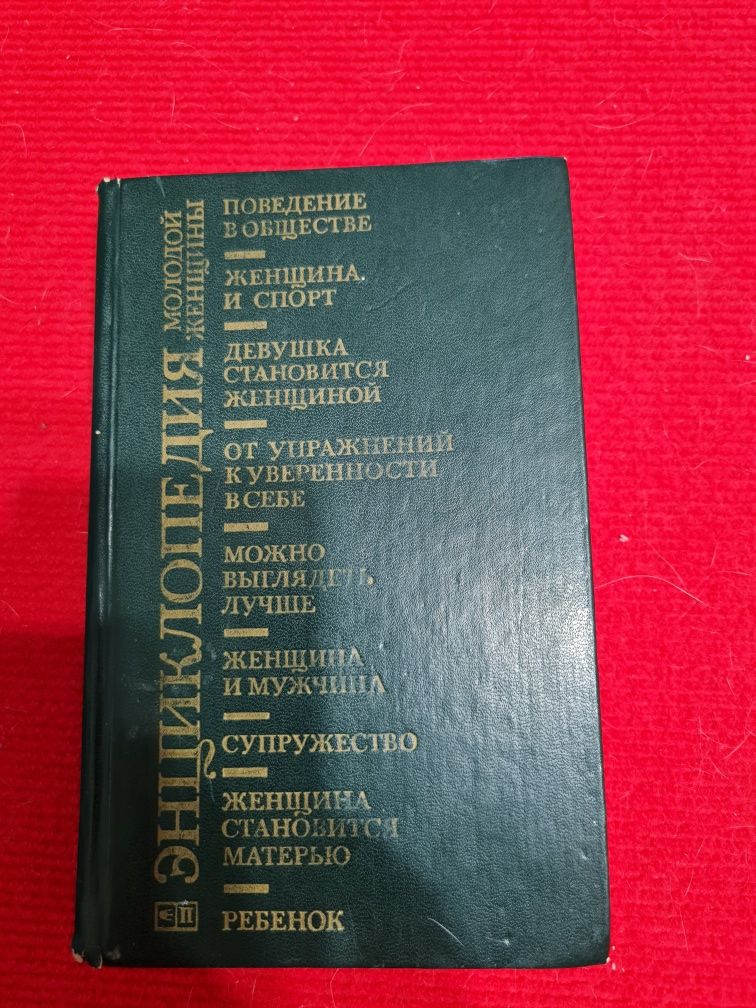 ЭНЦИКЛОПЕДИЯ
МОЛОДОЙ
ЖЕНЩИНЫ
ПОВЕДЕНИЕ
В ОБЩЕСТВЕ
ЖЕНЩИНА
И СПОРТ
ДЕВУШКА
СТАНОВИТСЯ
ЖЕНЩИНОЙ
ОТ УПРАЖНЕНИЙ
К УВЕРЕННОСТИ
В СЕБЕ
МОЖНО
ВЫГЛЯДЕТЬ
ЛУЧШЕ
ЖЕНЩИНА
И МУЖЧИНА
СУПРУЖЕСТВО
ЖЕНЩИНА
СТАНОВИТСЯ
МАТЕРЬЮ
РЕБЕНОК